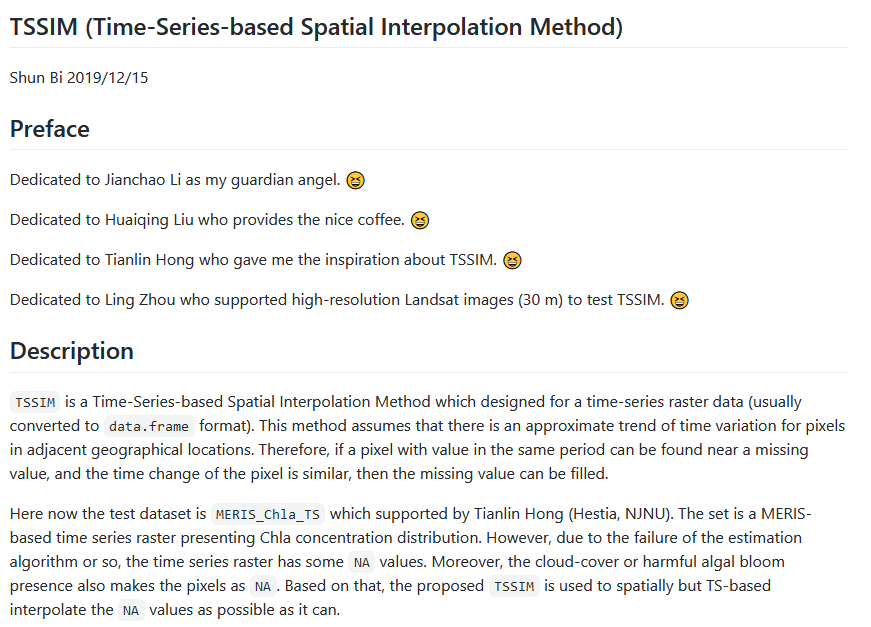 TSSIM (Time-Series-based Spatial Interpolation Method)
Shun Bi 2019/12/15
Preface
Dedicated to Jianchao Li as my guardian angel. 😆
Dedicated to Huaiqing Liu who provides the nice coffee. 😆
Dedicated to Tianlin Hong who gave me the inspiration about TSSIM. 😆
Dedicated to Ling Zhou who supported high-resolution Landsat images (30 m) to test TSSIM. 😆
Description
TSSIM is a Time-Series-based Spatial Interpolation Method which designed for a time-series raster data (usually
converted to data.frame format). This method assumes that there is an approximate trend of time variation for pixels
in adjacent geographical locations. Therefore, if a pixel with value in the same period can be found near a missing
value, and the time change of the pixel is similar, then the missing value can be filled.
Here now the test dataset is MERIS_Chla_TS which supported by Tianlin Hong (Hestia, NJNU). The set is a MERIS-
based time series raster presenting Chla concentration distribution. However, due to the failure of the estimation
algorithm or so, the time series raster has some NA values. Moreover, the cloud-cover or harmful algal bloom
presence also makes the pixels as NA. Based on that, the proposed TSSIM is used to spatially but TS-based
interpolate the NA values as possible as it can.